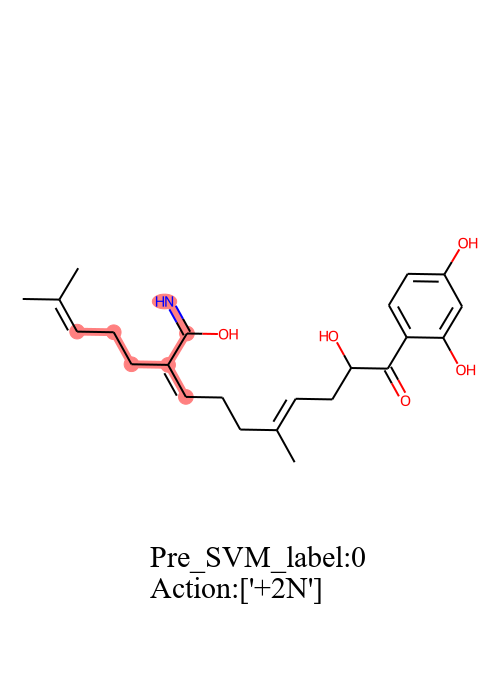 OH
HN
OH
HO
OH
O
Pre_SVM_label:0
Action:['+2N']